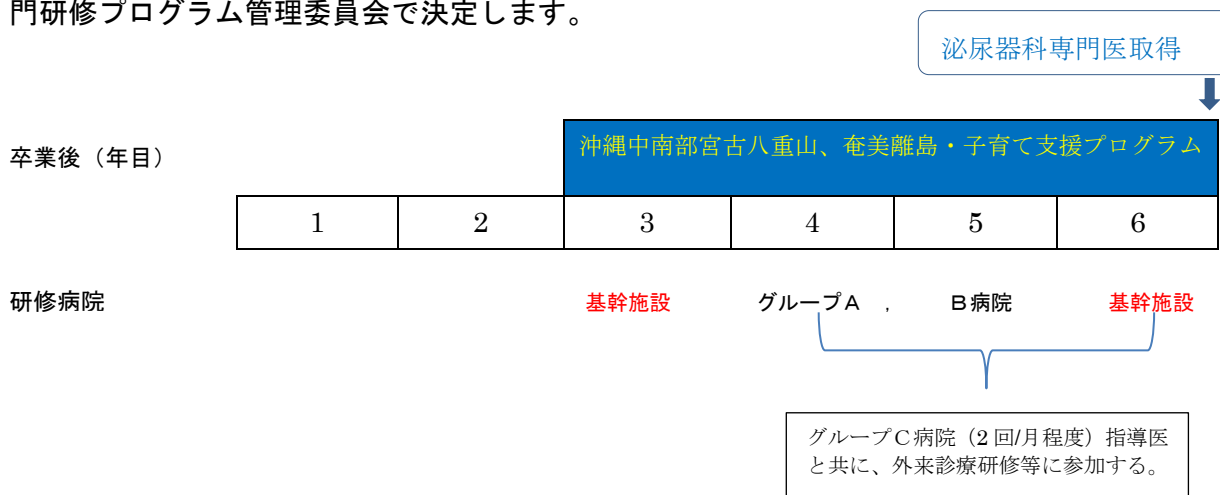 門研修プログラム管理委員会で決定します。
泌尿器科専門医取得
卒業後（年目）
沖縄中南部宮古八重山、奄美離島・子育て支援プログラム
1 2 3 4 5 6
研修病院 基幹施設 グループＡ , Ｂ病院 基幹施設
グループＣ病院（2 回/月程度）指導医
と共に、外来診療研修等に参加する。